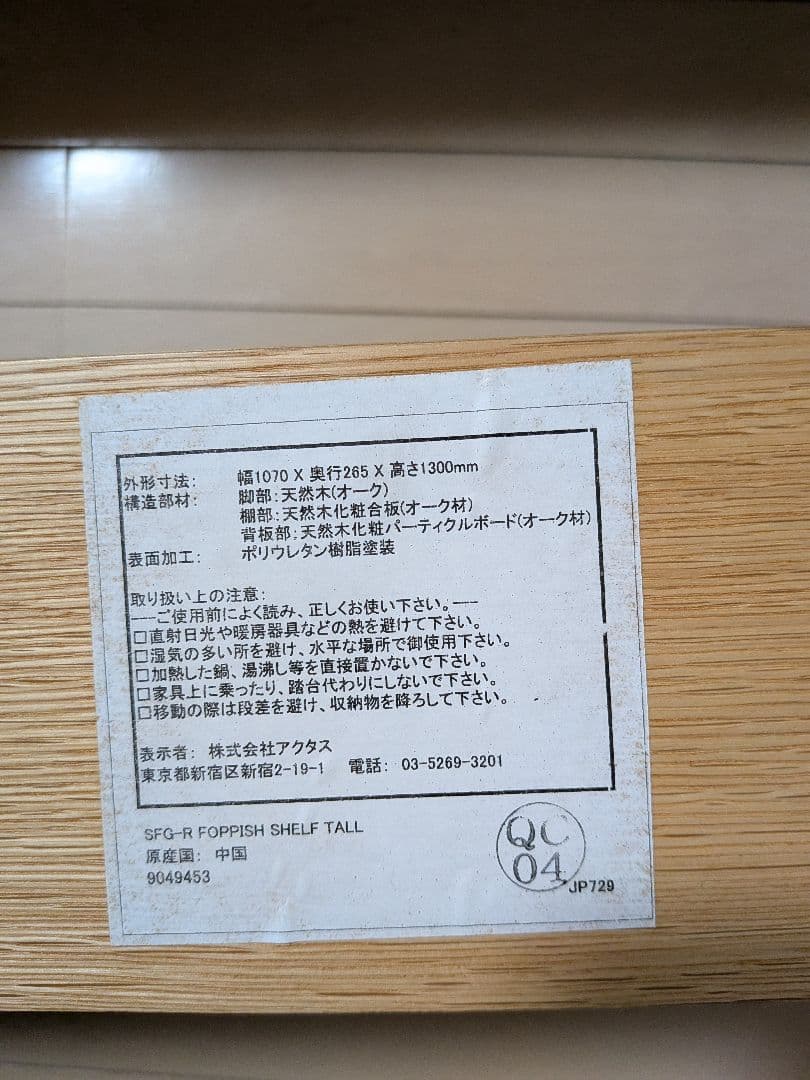 外形寸法： 幅1070 X 奥行265 X 高さ1300mm
構造部材： 脚部：天然木(オーク)
棚部：天然木化粧合板(オーク材)
背板部：天然木化粧パーティクルボード(オーク材)
表面加工： ポリウレタン樹脂塗装
取り扱い上の注意：
―ご使用前によく読み、正しくお使い下さい。―
□直射日光や暖房器具などの熱を避けて下さい。
□湿気の多い所を避け、水平な場所で御使用下さい。
□加熱した鍋、湯沸し等を直接置かないで下さい。
□家具上に乗ったり、踏台代わりにしないで下さい。
□移動の際は段差を避け、収納物を降ろして下さい。
表示者： 株式会社アクタス
東京都新宿区新宿2-19-1 電話： 03-5269-3201
SFG-R FOPPISH SHELF TALL
原産国： 中国
9049453
QC
04
JP729